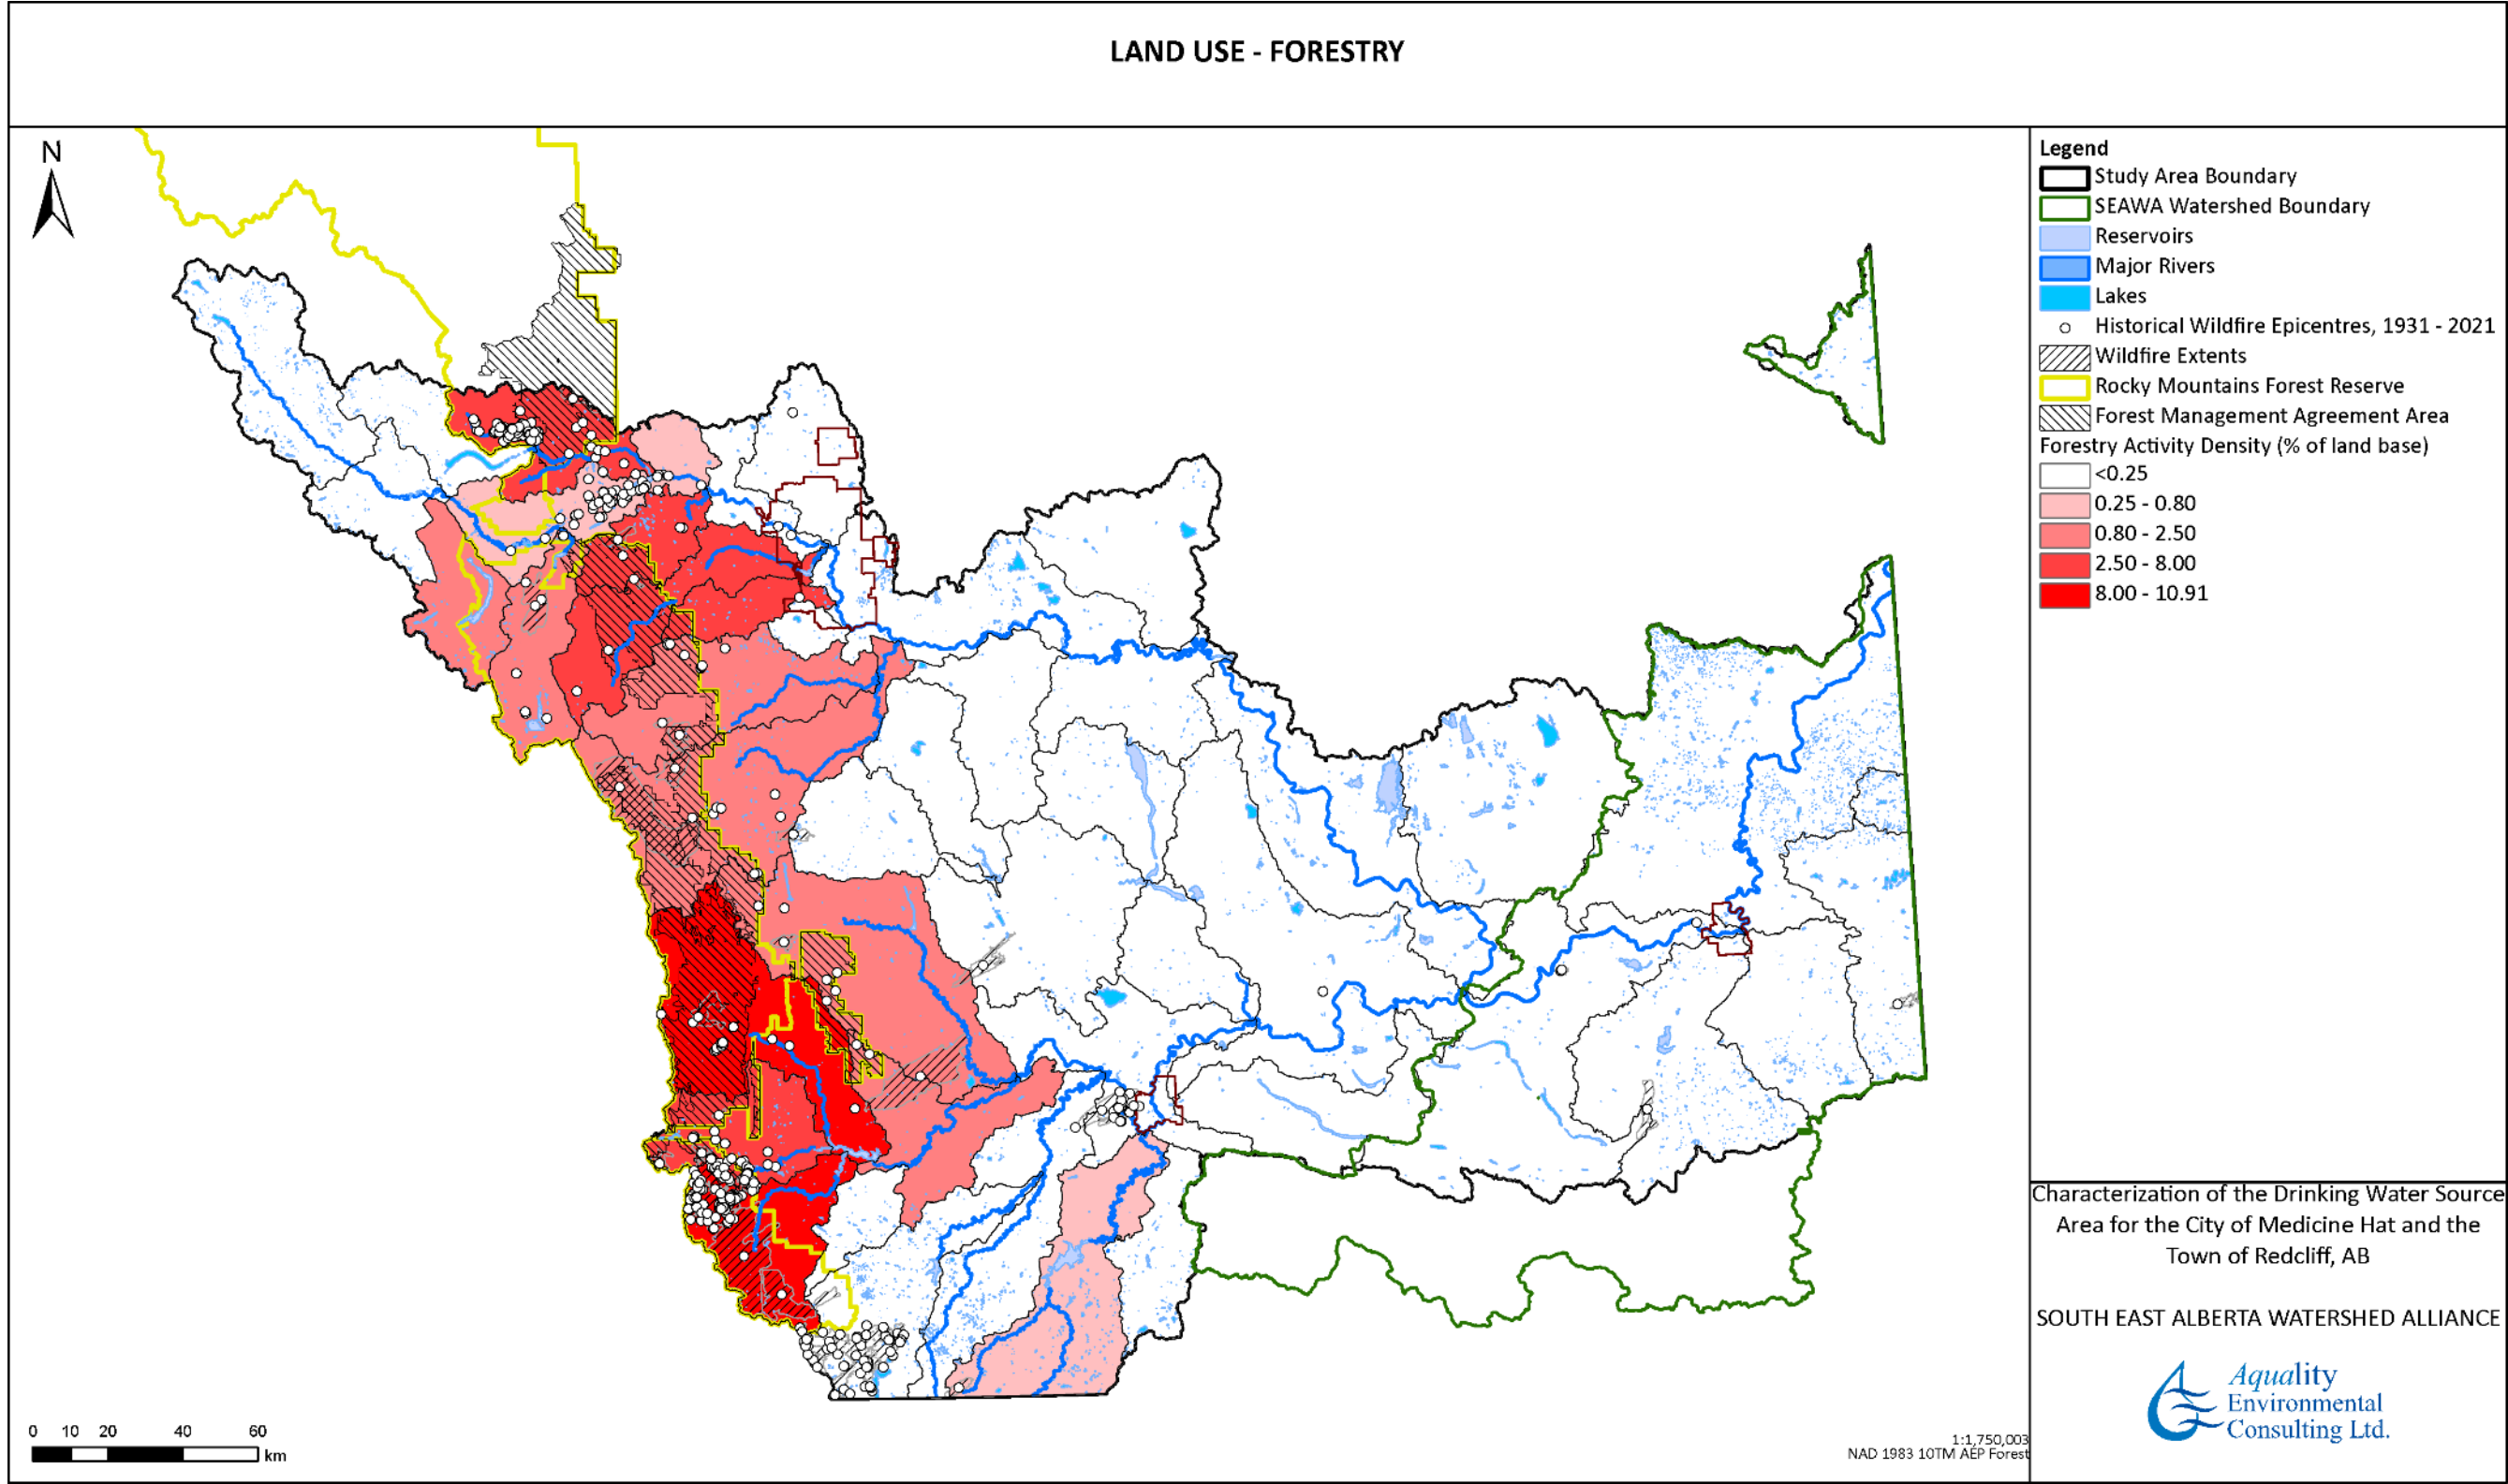 LAND USE - FORESTRY
N
Legend
Study Area Boundary
SEAWA Watershed Boundary
Reservoirs
Major Rivers
Lakes
Historical Wildfire Epicentres, 1931 - 2021
Wildfire Extents
Rocky Mountains Forest Reserve
Forest Management Agreement Area
Forestry Activity Density (% of land base)
<0.25
0.25 - 0.80
0.80 - 2.50
2.50 - 8.00
8.00 - 10.91
Characterization of the Drinking Water Source
Area for the City of Medicine Hat and the
Town of Redcliff, AB
SOUTH EAST ALBERTA WATERSHED ALLIANCE
Aquality
Environmental
Consulting Ltd.
0 10 20 40 60
km
1:1,750,003
NAD 1983 10TM AEP Forest